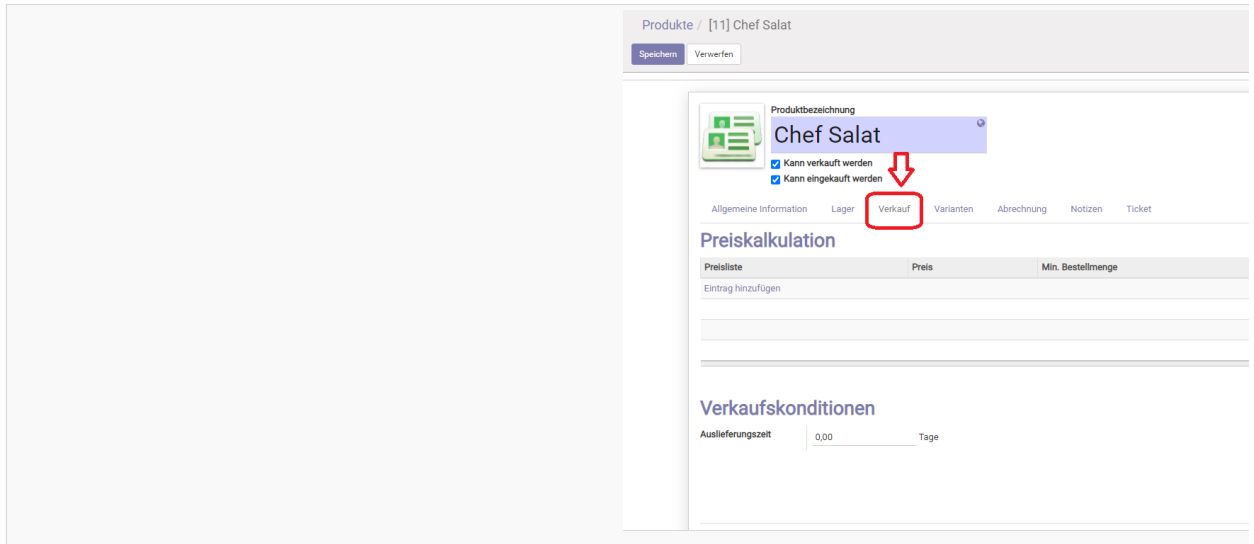 Produkte / [11] Chef Salat
Speichern Verwerfen
Produktbezeichnung
Chef Salat
Kann verkauft werden
Kann eingekauft werden
Allgemeine Information Lager Verkauf Varianten Abrechnung Notizen Ticket
Preiskalkulation
Preisliste Preis Min. Bestellmenge
Eintrag hinzufügen
Verkaufskonditionen
Auslieferungszeit 0,00 Tage